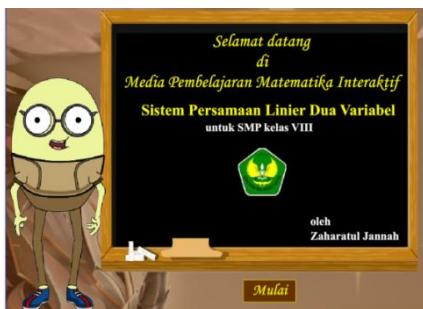 Selamat datang
di
Media Pembelajaran Matematika Interaktif
Sistem Persamaan Linier Dua Variabel
untuk SMP kelas VIII
oleh
Zaharatul Jannah
Mulai